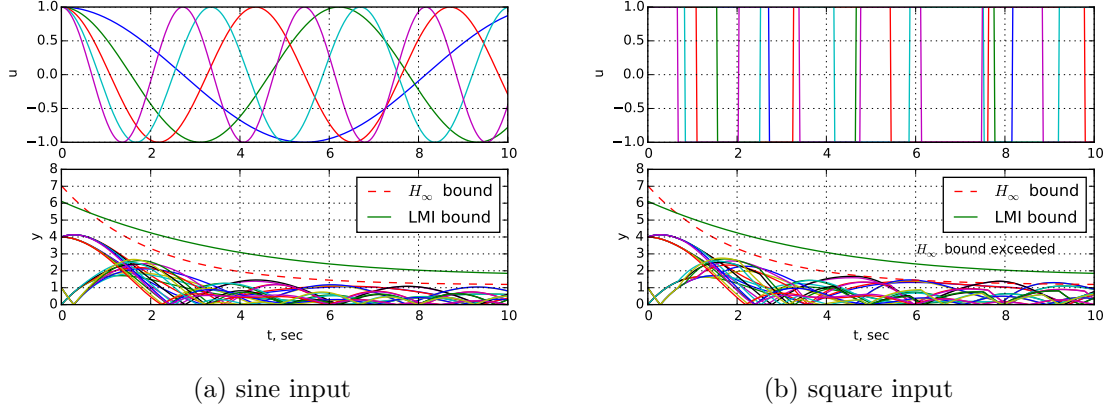 1.0
0.5
0.0
−0.5
−1.0
u
0 2 4 6 8 10
8
7
6
5
4
3
2
1
0
y
H∞ bound
LMI bound
0 2 4 6 8 10
t, sec
(a) sine input
1.0
0.5
0.0
−0.5
−1.0
u
0 2 4 6 8 10
8
7
6
5
4
3
2
1
0
y
H∞ bound
LMI bound
H∞ bound exceeded
0 2 4 6 8 10
t, sec
(b) square input